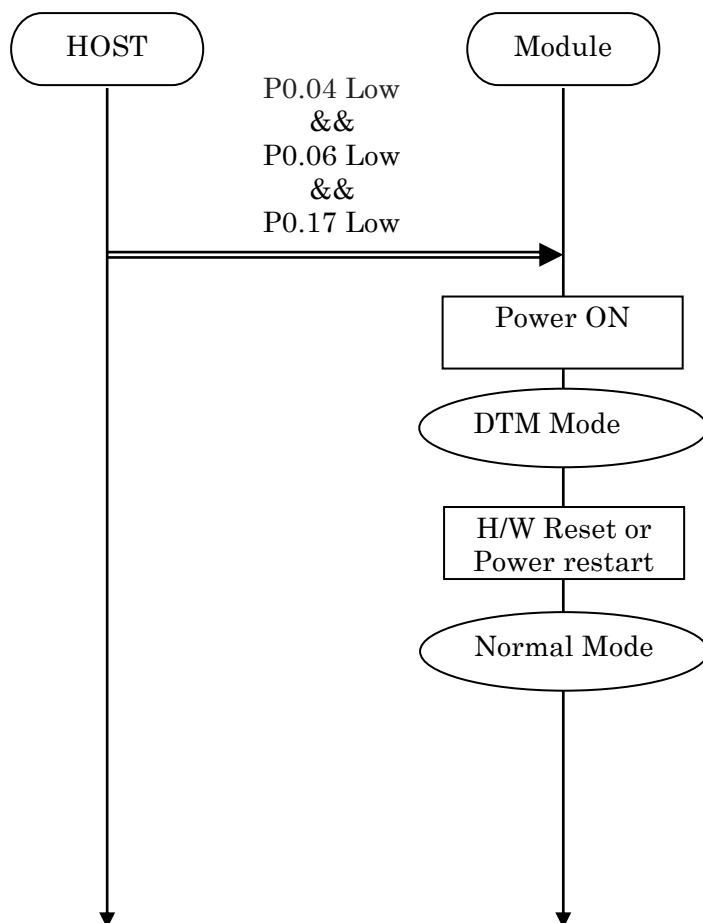 HOST
Module
P0.04 Low
&&
P0.06 Low
&&
P0.17 Low
Power ON
DTM Mode
H/W Reset or
Power restart
Normal Mode